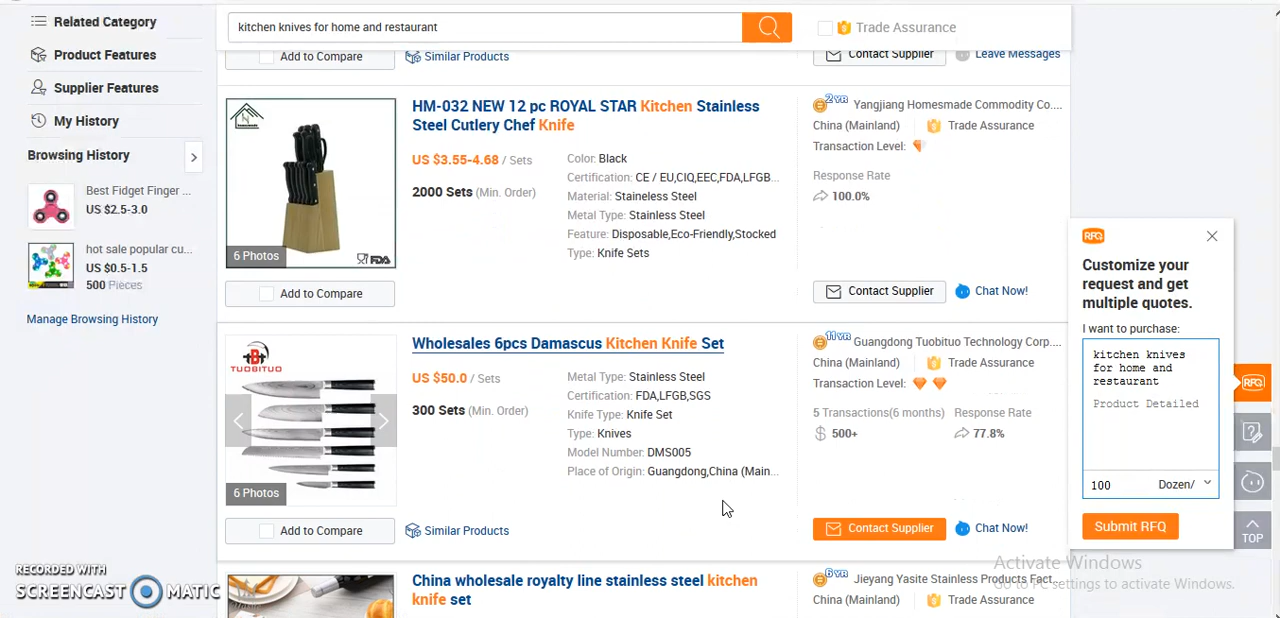 Related Category
Product Features
Supplier Features
My History
Browsing History
Best Fidget Finger ...
US $2.5-3.0
hot sale popular cu...
US $0.5-1.5
500 Pieces
Manage Browsing History
kitchen knives for home and restaurant
Trade Assurance
Add to Compare
Similar Products
Contact Supplier
Leave Messages
HM-032 NEW 12 pc ROYAL STAR Kitchen Stainless
Steel Cutlery Chef Knife
US $3.55-4.68 / Sets
2000 Sets (Min. Order)
Color: Black
Certification: CE / EU,CIQ,EEC,FDA,LFGB...
Material: Staineless Steel
Metal Type: Stainless Steel
Feature: Disposable,Eco-Friendly,Stocked
Type: Knife Sets
2 YR Yangjiang Homesmade Commodity Co....
China (Mainland) Trade Assurance
Transaction Level:
Response Rate
100.0%
6 Photos
FDA
Add to Compare
Contact Supplier
Chat Now!
Wholesales 6pcs Damascus Kitchen Knife Set
US $50.0 / Sets
300 Sets (Min. Order)
Metal Type: Stainless Steel
Certification: FDA,LFGB,SGS
Knife Type: Knife Set
Type: Knives
Model Number: DMS005
Place of Origin: Guangdong,China (Main...
11 YR Guangdong Tuobituo Technology Corp....
China (Mainland) Trade Assurance
Transaction Level:
5 Transactions(6 months) Response Rate
$ 500+ 77.8%
TUOBITUO
6 Photos
Add to Compare
Similar Products
Contact Supplier
Chat Now!
China wholesale royalty line stainless steel kitchen
knife set
6 YR Jieyang Yasite Stainless Products Fact...
China (Mainland) Trade Assurance
RFQ
Customize your
request and get
multiple quotes.
I want to purchase:
kitchen knives
for home and
restaurant
Product Detailed
100 Dozen/
Submit RFQ
RFQ
TOP
Activate Windows
Go to PC settings to activate Windows.
RECORDED WITH
SCREENCAST MATIC